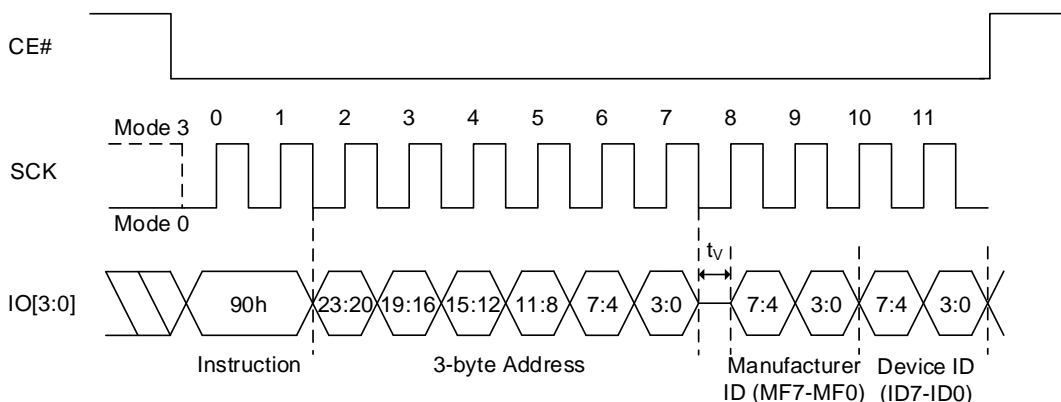 CE#
0 1 2 3 4 5 6 7 8 9 10 11
Mode 3
SCK
Mode 0
tV
IO[3:0]
90h 23:20 19:16 15:12 11:8 7:4 3:0 7:4 3:0 7:4 3:0
Instruction 3-byte Address Manufacturer Device ID
ID (MF7-MF0) (ID7-ID0)